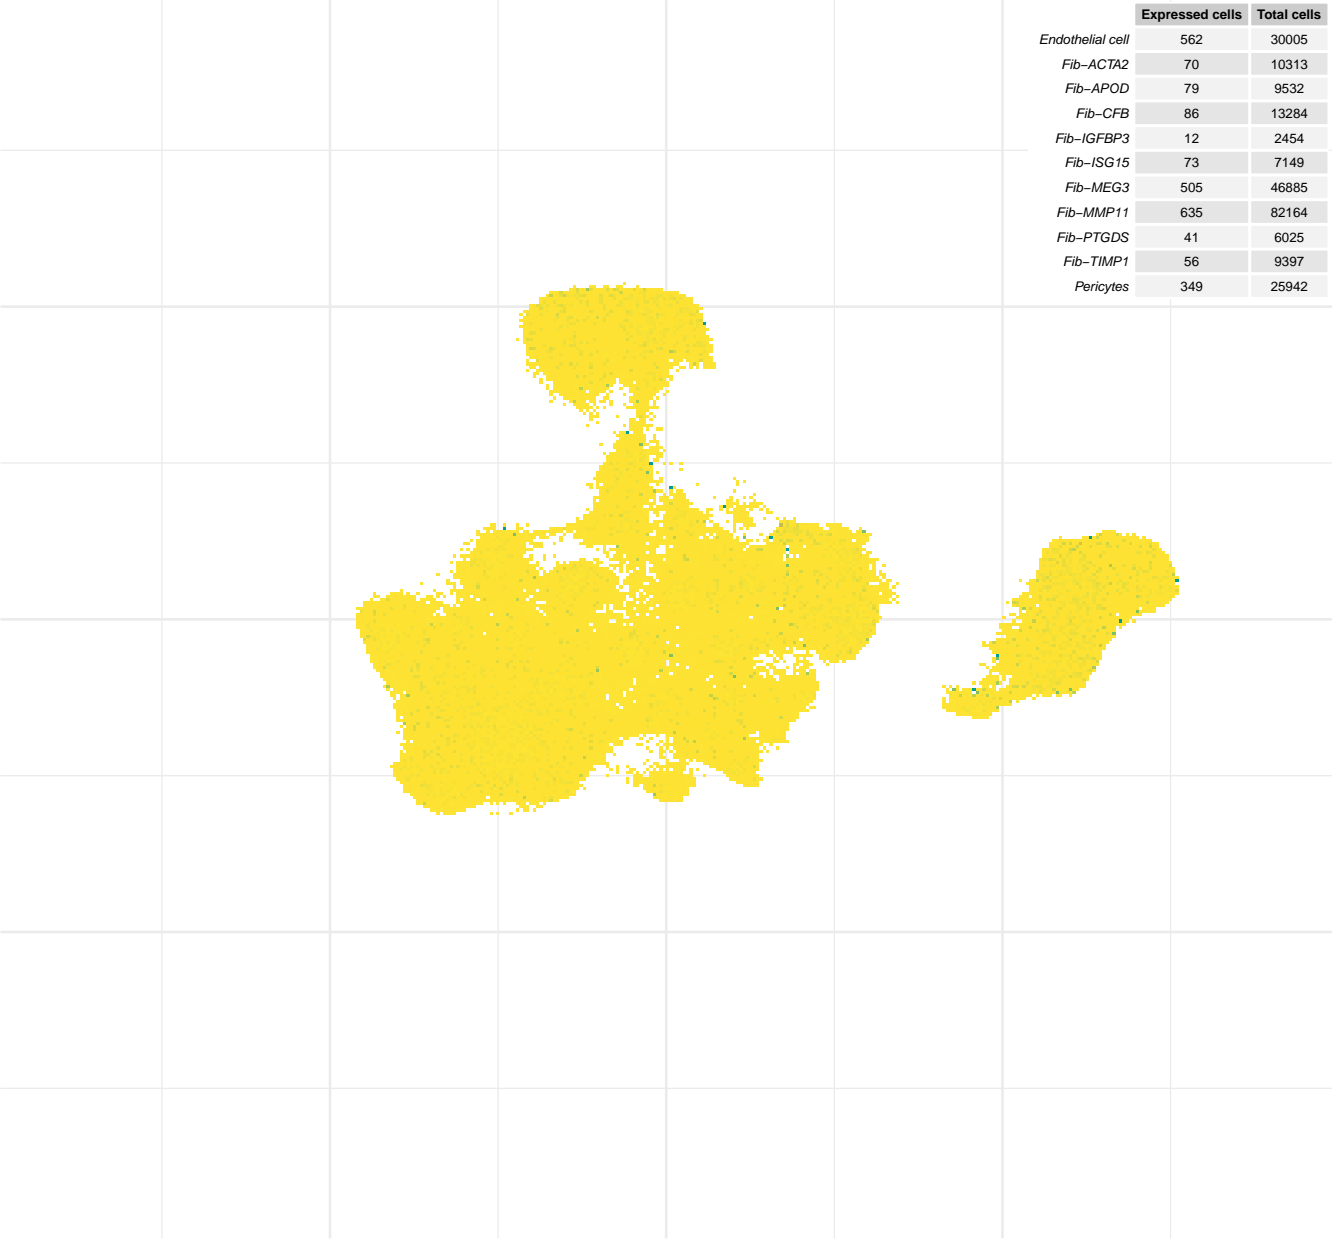 Expressed cells Total cells
Endothelial cell 562 30005
Fib−ACTA2 70 10313
Fib−APOD 79 9532
Fib−CFB 86 13284
Fib−IGFBP3 12 2454
Fib−ISG15 73 7149
Fib−MEG3 505 46885
Fib−MMP11 635 82164
Fib−PTGDS 41 6025
Fib−TIMP1 56 9397
Pericytes 349 25942